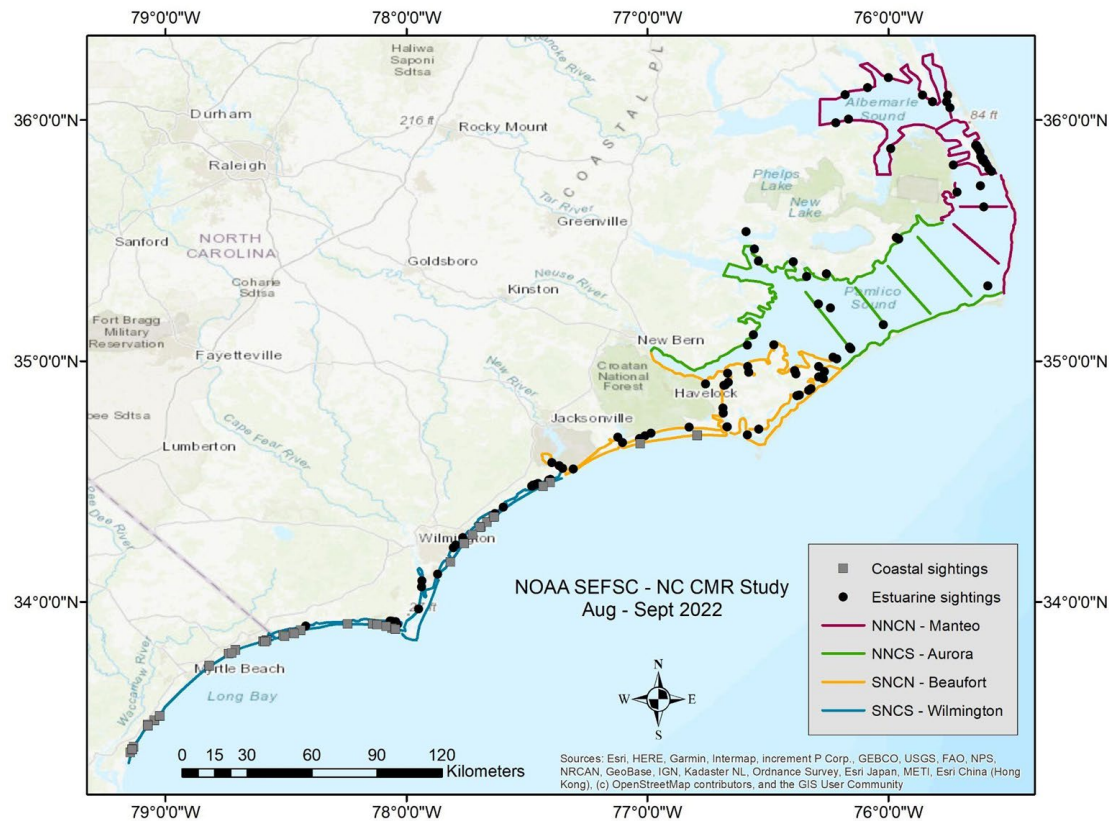 79°0'0"W 78°0'0"W 77°0'0"W 76°0'0"W
Haliwa
Saponi
Sdtsa
Roanoke River
COASTAL PL
Durham
216 ft
Rocky Mount
Albemarle
Sound
84 ft
36°0'0"N 36°0'0"N
Raleigh
Phelps
Lake
New
Lake
Tar River
Greenville
Sanford
NORTH
CAROLINA
Goldsboro
Coharie
Sdtsa
Neuse River
Kinston
Pamlico
Sound
Fort Bragg
Military
Reservation
New Bern
35°0'0"N 35°0'0"N
Fayetteville
New River
Croatan
National
Forest
Havelock
Jacksonville
pee Sdtsa
Cape Fear River
Lumberton
Pee Dee River
Wilmington
Coastal sightings
Estuarine sightings
NNCN - Manteo
NNCS - Aurora
SNCN - Beaufort
SNCS - Wilmington
NOAA SEFSC - NC CMR Study
Aug - Sept 2022
34°0'0"N 34°0'0"N
Waccamaw River
Myrtle Beach
Long Bay
N
W E
S
0 15 30 60 90 120
Kilometers
Sources: Esri, HERE, Garmin, Intermap, increment P Corp., GEBCO, USGS, FAO, NPS,
NRCAN, GeoBase, IGN, Kadaster NL, Ordnance Survey, Esri Japan, METI, Esri China (Hong
Kong), (c) OpenStreetMap contributors, and the GIS User Community
79°0'0"W 78°0'0"W 77°0'0"W 76°0'0"W